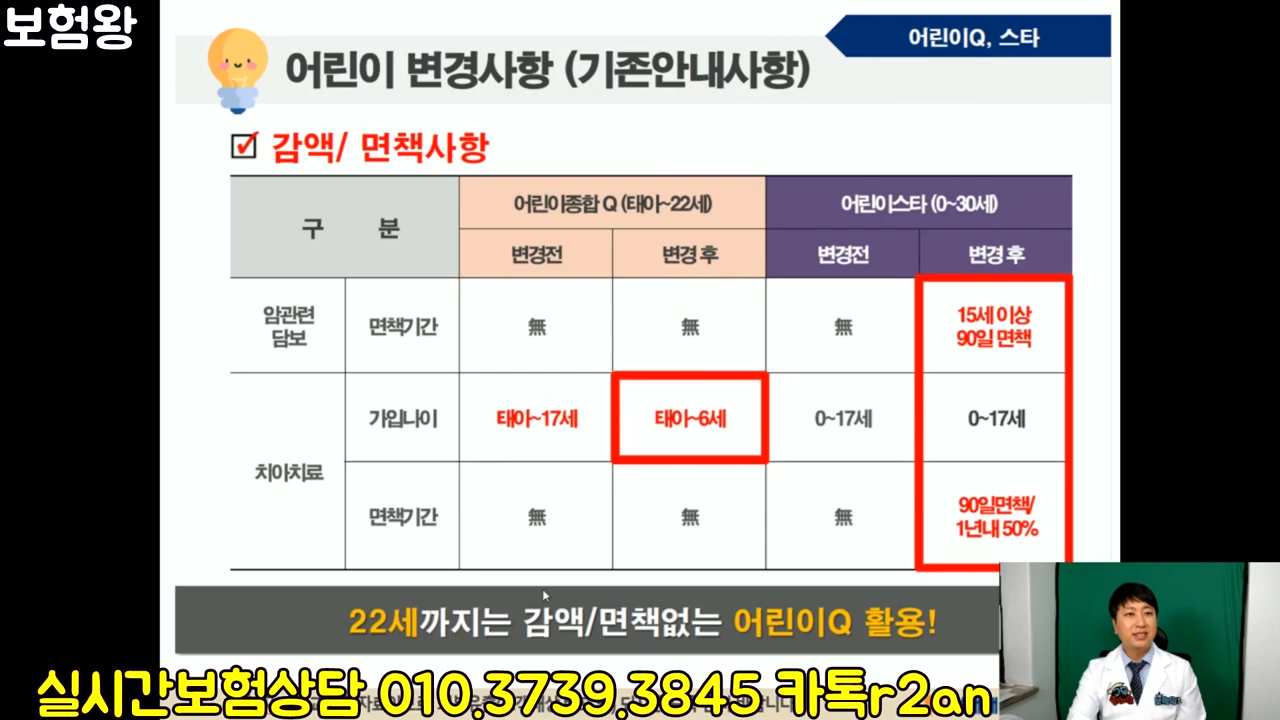 보험왕
어린이Q, 스타
어린이 변경사항 (기존안내사항)
감액/ 면책사항
구 분
어린이종합 Q (태아~22세)
어린이스타 (0~30세)
변경전
변경 후
변경전
변경 후
암관련
담보
면책기간
無
無
無
15세 이상
90일 면책
치아치료
가입나이
태아~17세
태아~6세
0~17세
0~17세
면책기간
無
無
無
90일면책/
1년내 50%
22세까지는 감액/면책없는 어린이Q 활용!
실시간보험상담 010.3739.3845 카톡r2an